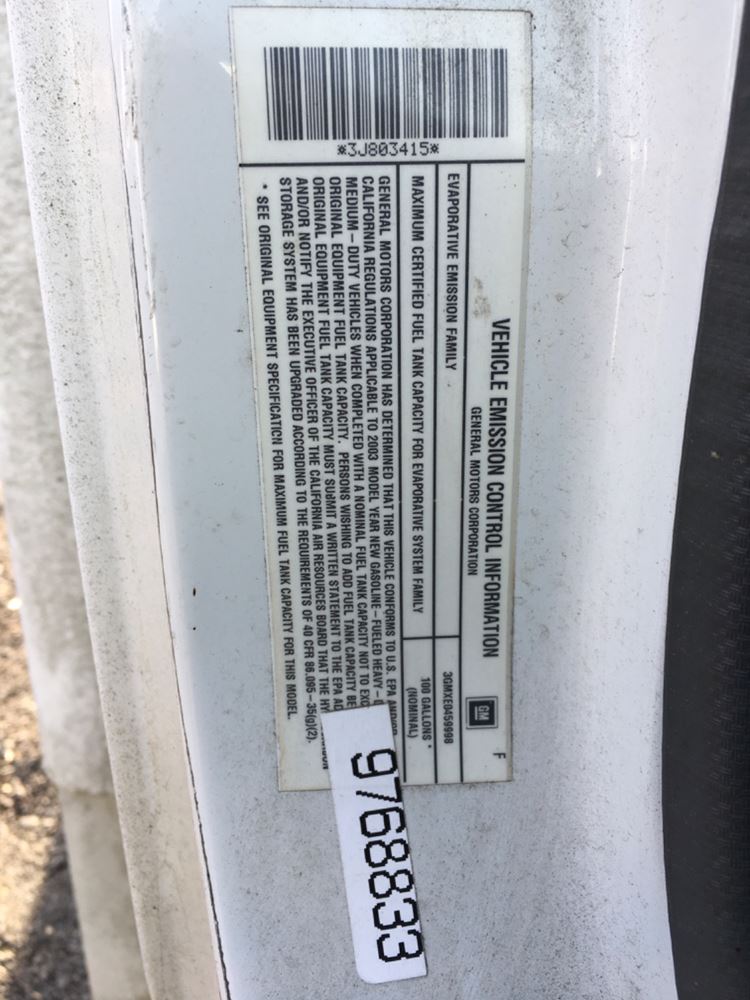 *3J803415*
F
VEHICLE EMISSION CONTROL INFORMATION
GM
GENERAL MOTORS CORPORATION
EVAPORATIVE EMISSION FAMILY 3GMXE0459998
MAXIMUM CERTIFIED FUEL TANK CAPACITY FOR EVAPORATIVE SYSTEM FAMILY 100 GALLONS *
(NOMINAL)
GENERAL MOTORS CORPORATION HAS DETERMINED THAT THIS VEHICLE CONFORMS TO U.S. EPA AND/OR
CALIFORNIA REGULATIONS APPLICABLE TO 2003 MODEL YEAR NEW GASOLINE-FUELED HEAVY-
MEDIUM-DUTY VEHICLES WHEN COMPLETED WITH A NOMINAL FUEL TANK CAPACITY NOT TO
ORIGINAL EQUIPMENT FUEL TANK CAPACITY. PERSONS WISHING TO ADD FUEL TANK CAPACITY BE
ORIGINAL EQUIPMENT FUEL TANK CAPACITY MUST SUBMIT A WRITTEN STATEMENT TO THE EPA
AND/OR NOTIFY THE EXECUTIVE OFFICER OF THE CALIFORNIA AIR RESOURCES BOARD THAT THE
STORAGE SYSTEM HAS BEEN UPGRADED ACCORDING TO THE REQUIREMENTS OF 40 CFR 86.095-35(g)(2).
* SEE ORIGINAL EQUIPMENT SPECIFICATION FOR MAXIMUM FUEL TANK CAPACITY FOR THIS MODEL.
9768833